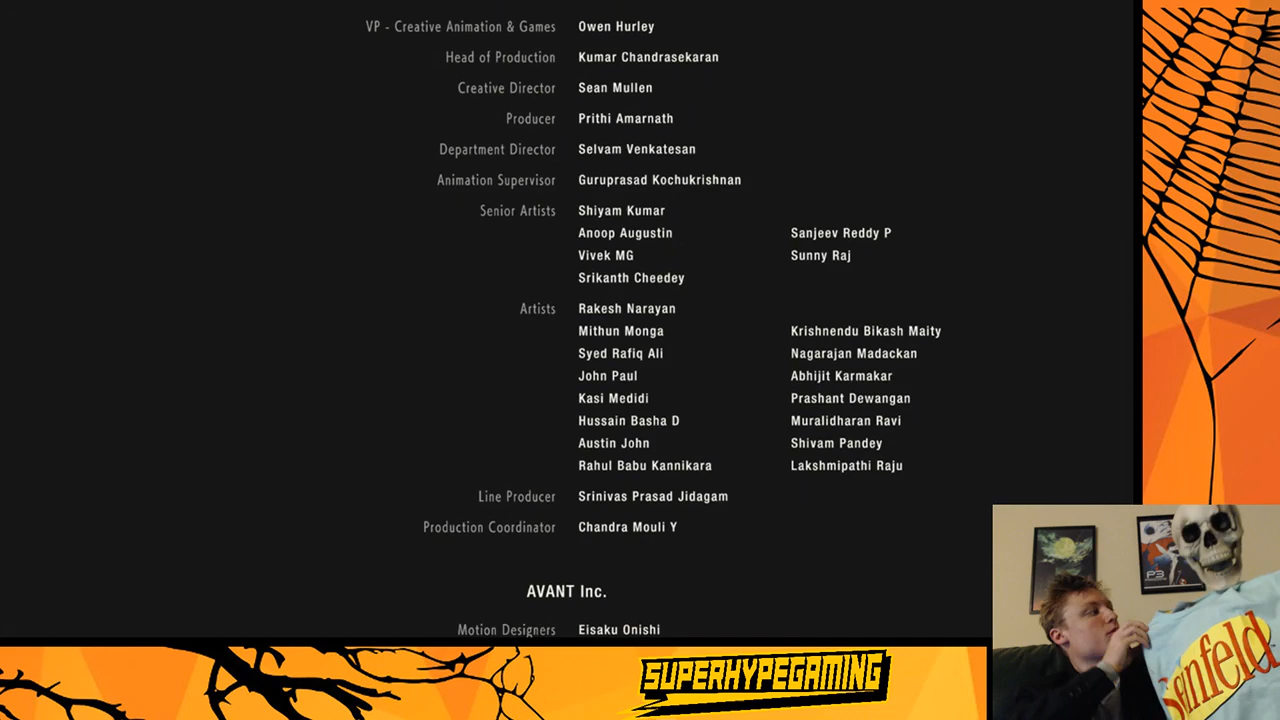 VP - Creative Animation & Games Owen Hurley
Head of Production Kumar Chandrasekaran
Creative Director Sean Mullen
Producer Prithi Amarnath
Department Director Selvam Venkatesan
Animation Supervisor Guruprasad Kochukrishnan
Senior Artists Shiyam Kumar
Anoop Augustin Sanjeev Reddy P
Vivek MG Sunny Raj
Srikanth Cheedey
Artists Rakesh Narayan
Mithun Monga Krishnendu Bikash Maity
Syed Rafiq Ali Nagarajan Madackan
John Paul Abhijit Karmakar
Kasi Medidi Prashant Dewangan
Hussain Basha D Muralidharan Ravi
Austin John Shivam Pandey
Rahul Babu Kannikara Lakshmipathi Raju
Line Producer Srinivas Prasad Jidagam
Production Coordinator Chandra Mouli Y
AVANT Inc.
Motion Designers Eisaku Onishi
SUPERHYPEGAMING
P3
Seinfeld